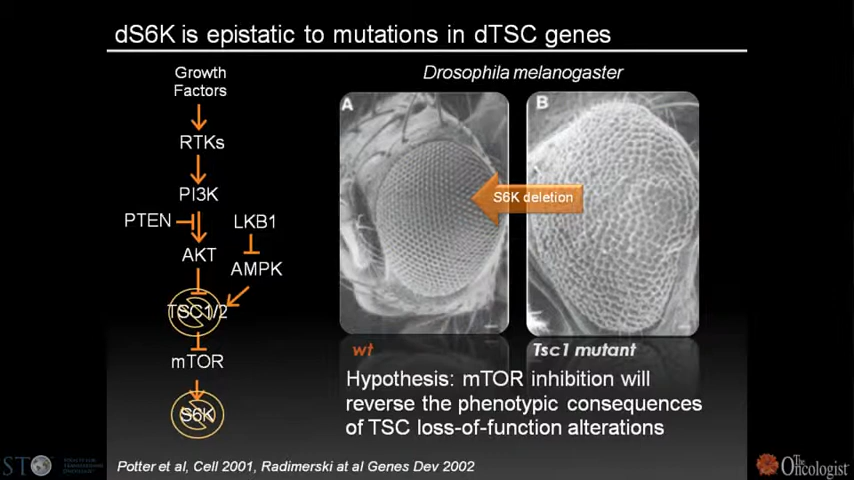 dS6K is epistatic to mutations in dTSC genes
Growth
Factors
RTKs
PI3K
PTEN
LKB1
AKT
AMPK
TSC1/2
mTOR
S6K
Drosophila melanogaster
A
B
S6K deletion
wt
Tsc1 mutant
Hypothesis: mTOR inhibition will
reverse the phenotypic consequences
of TSC loss-of-function alterations
Potter et al, Cell 2001, Radimerski at al Genes Dev 2002
The
Oncologist